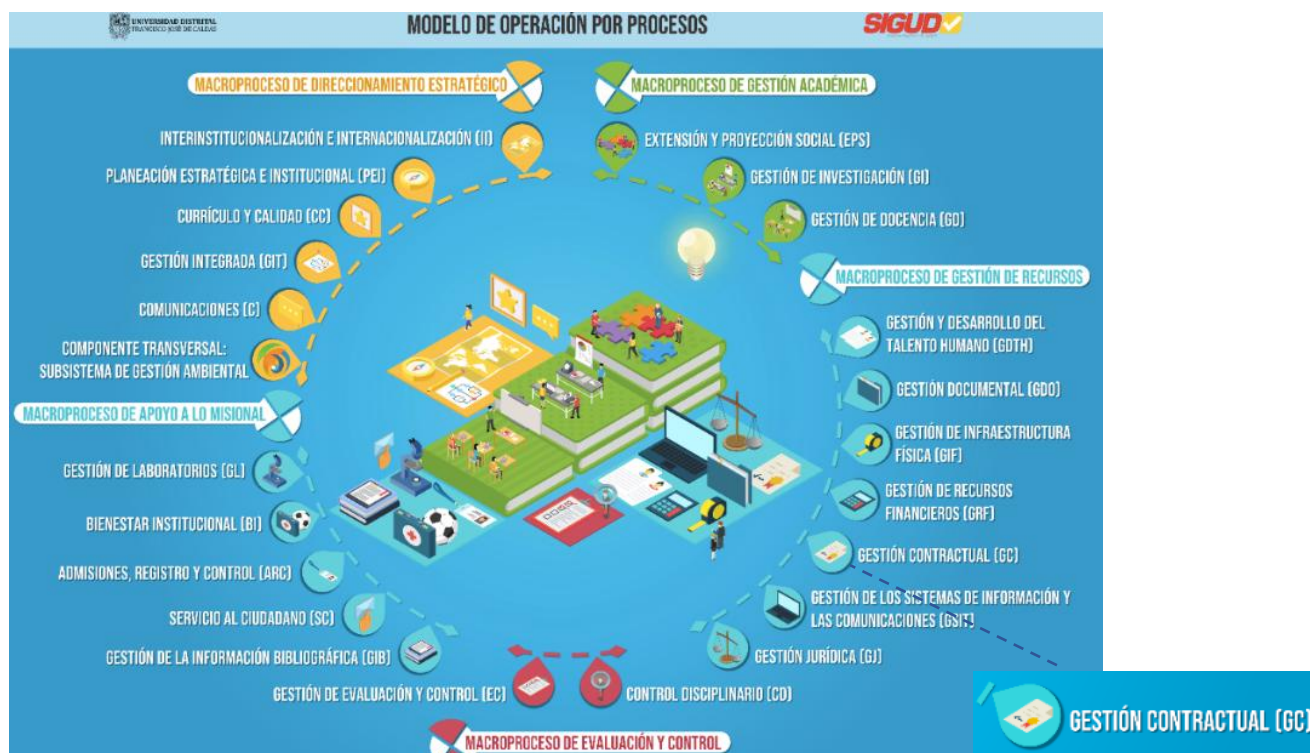 UNIVERSIDAD DISTRITAL
FRANCISCO JOSÉ DE CALDAS
MODELO DE OPERACIÓN POR PROCESOS
SIGUD
MACROPROCESO DE DIRECCIONAMIENTO ESTRATÉGICO
INTERINSTITUCIONALIZACIÓN E INTERNACIONALIZACIÓN (II)
PLANEACIÓN ESTRATÉGICA E INSTITUCIONAL (PEI)
CURRÍCULO Y CALIDAD (CC)
GESTIÓN INTEGRADA (GIT)
COMUNICACIONES (C)
COMPONENTE TRANSVERSAL:
SUBSISTEMA DE GESTIÓN AMBIENTAL
MACROPROCESO DE APOYO A LO MISIONAL
GESTIÓN DE LABORATORIOS (GL)
BIENESTAR INSTITUCIONAL (BI)
ADMISIONES, REGISTRO Y CONTROL (ARC)
SERVICIO AL CIUDADANO (SC)
GESTIÓN DE LA INFORMACIÓN BIBLIOGRÁFICA (GIB)
MACROPROCESO DE GESTIÓN ACADÉMICA
EXTENSIÓN Y PROYECCIÓN SOCIAL (EPS)
GESTIÓN DE INVESTIGACIÓN (GI)
GESTIÓN DE DOCENCIA (GD)
MACROPROCESO DE GESTIÓN DE RECURSOS
GESTIÓN Y DESARROLLO DEL
TALENTO HUMANO (GDTH)
GESTIÓN DOCUMENTAL (GDO)
GESTIÓN DE INFRAESTRUCTURA
FÍSICA (GIF)
GESTIÓN DE RECURSOS
FINANCIEROS (GRF)
GESTIÓN CONTRACTUAL (GC)
GESTIÓN DE LOS SISTEMAS DE INFORMACIÓN Y
LAS COMUNICACIONES (GSIT)
GESTIÓN JURÍDICA (GJ)
GESTIÓN DE EVALUACIÓN Y CONTROL (EC)
CONTROL DISCIPLINARIO (CD)
MACROPROCESO DE EVALUACIÓN Y CONTROL
GESTIÓN CONTRACTUAL (GC)